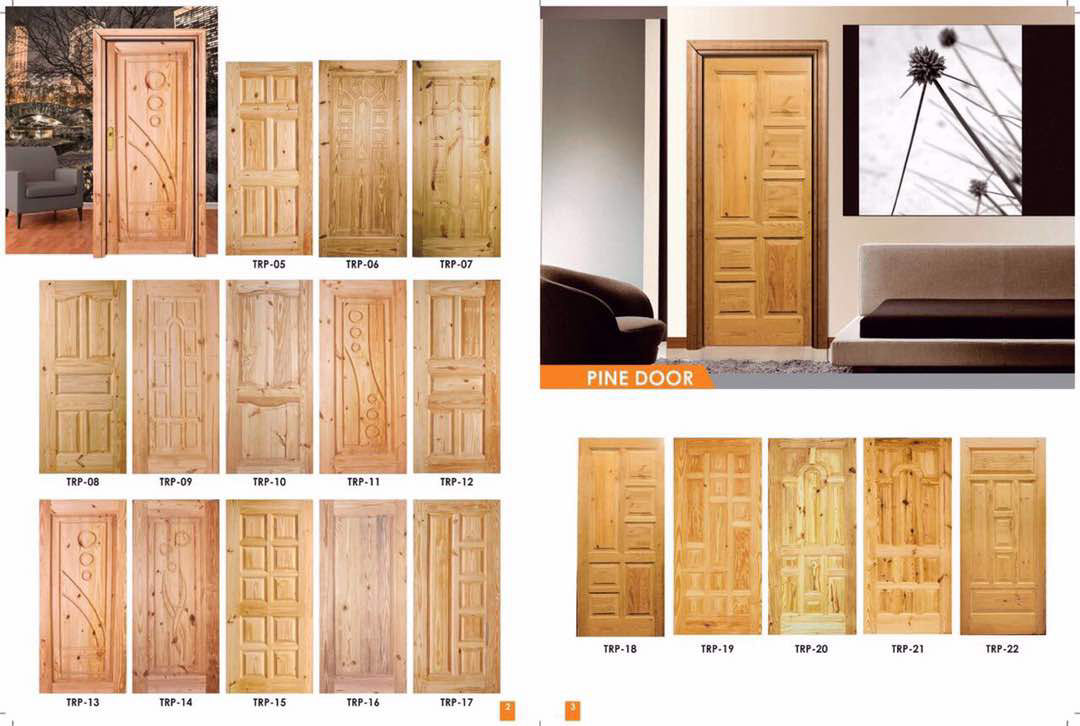 TRP-05 TRP-06 TRP-07
TRP-08 TRP-09 TRP-10 TRP-11 TRP-12
TRP-13 TRP-14 TRP-15 TRP-16 TRP-17
2
PINE DOOR
TRP-18 TRP-19 TRP-20 TRP-21 TRP-22
3